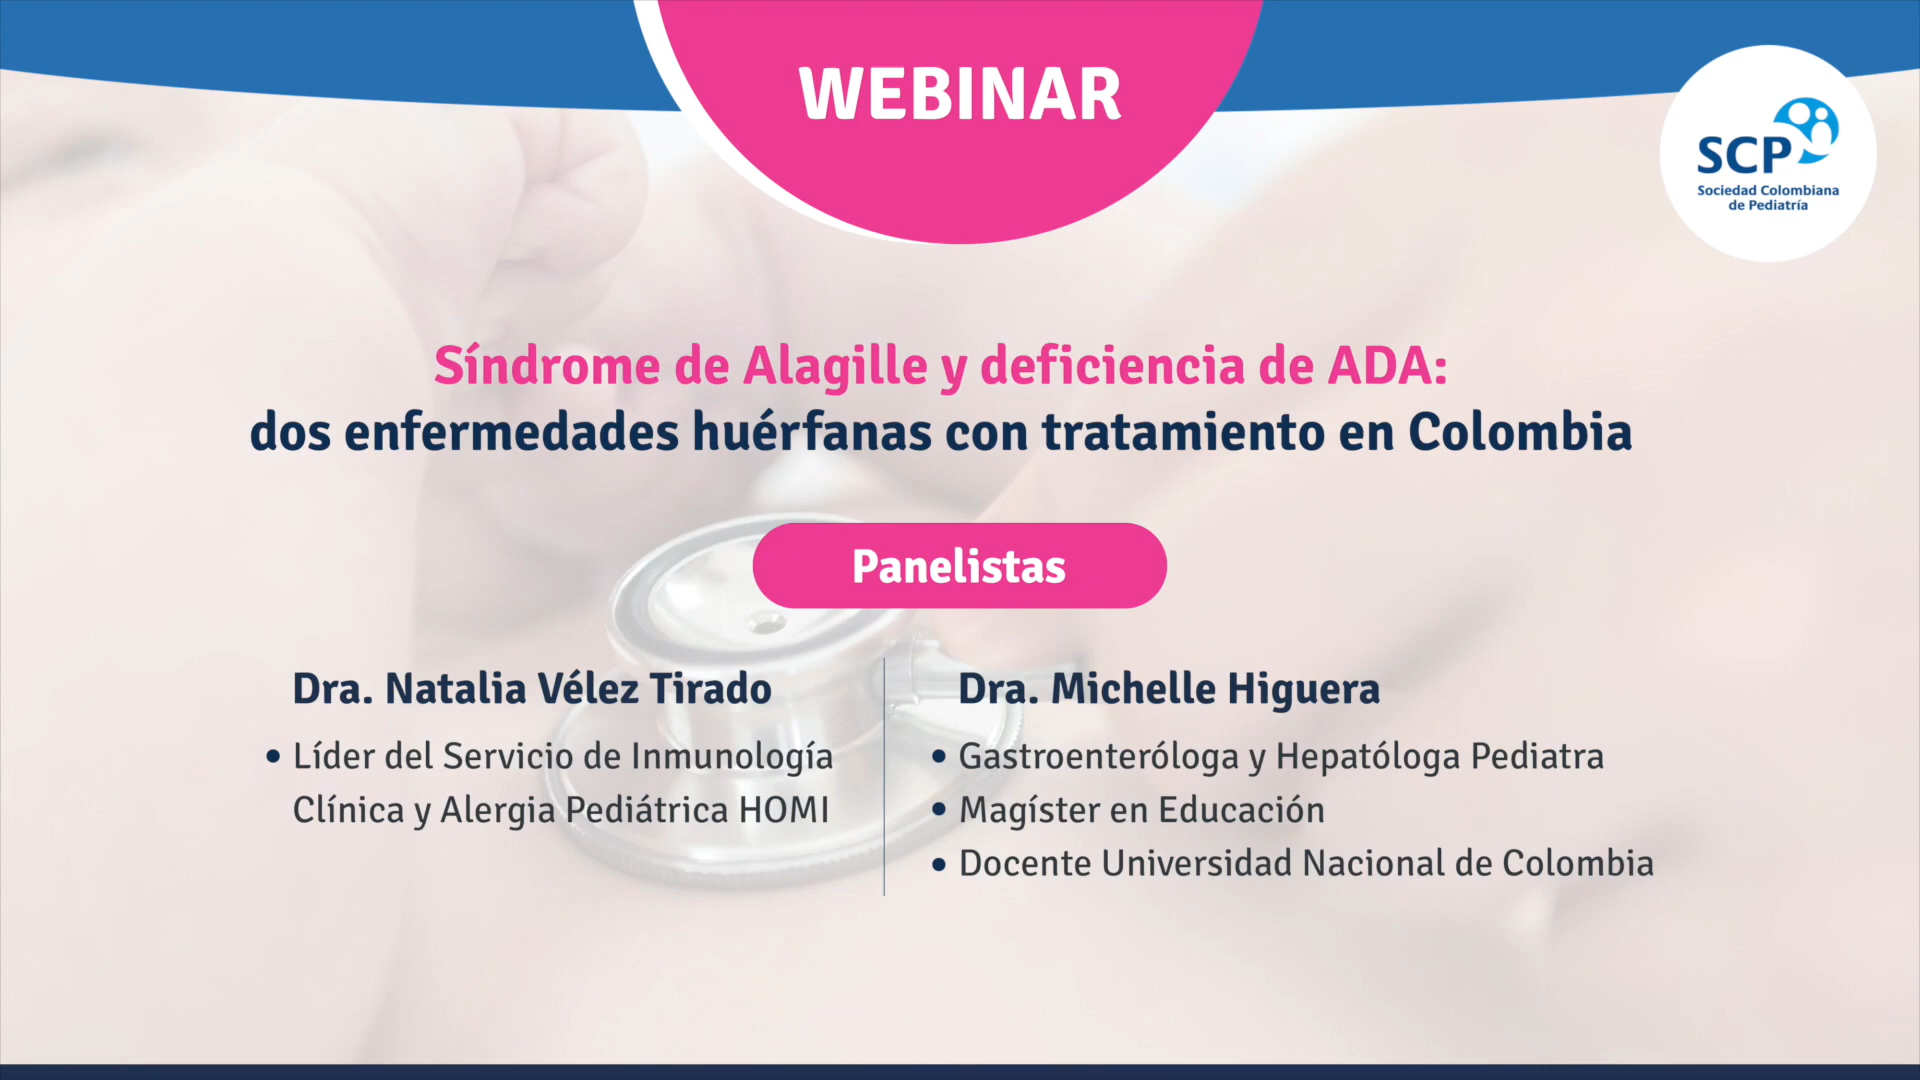 WEBINAR
SCP
Sociedad Colombiana
de Pediatría
Síndrome de Alagille y deficiencia de ADA:
dos enfermedades huérfanas con tratamiento en Colombia
Panelistas
Dra. Natalia Vélez Tirado
• Líder del Servicio de Inmunología
Clínica y Alergia Pediátrica HOMI
Dra. Michelle Higuera
• Gastroenteróloga y Hepatóloga Pediatra
• Magíster en Educación
• Docente Universidad Nacional de Colombia